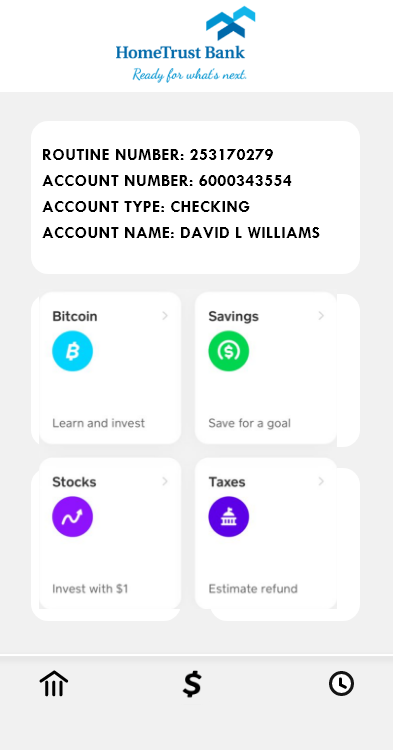 HomeTrust Bank
Ready for what's next.
ROUTINE NUMBER: 253170279
ACCOUNT NUMBER: 6000343554
ACCOUNT TYPE: CHECKING
ACCOUNT NAME: DAVID L WILLIAMS
Bitcoin
Savings
Learn and invest
Save for a goal
Stocks
Taxes
Invest with $1
Estimate refund